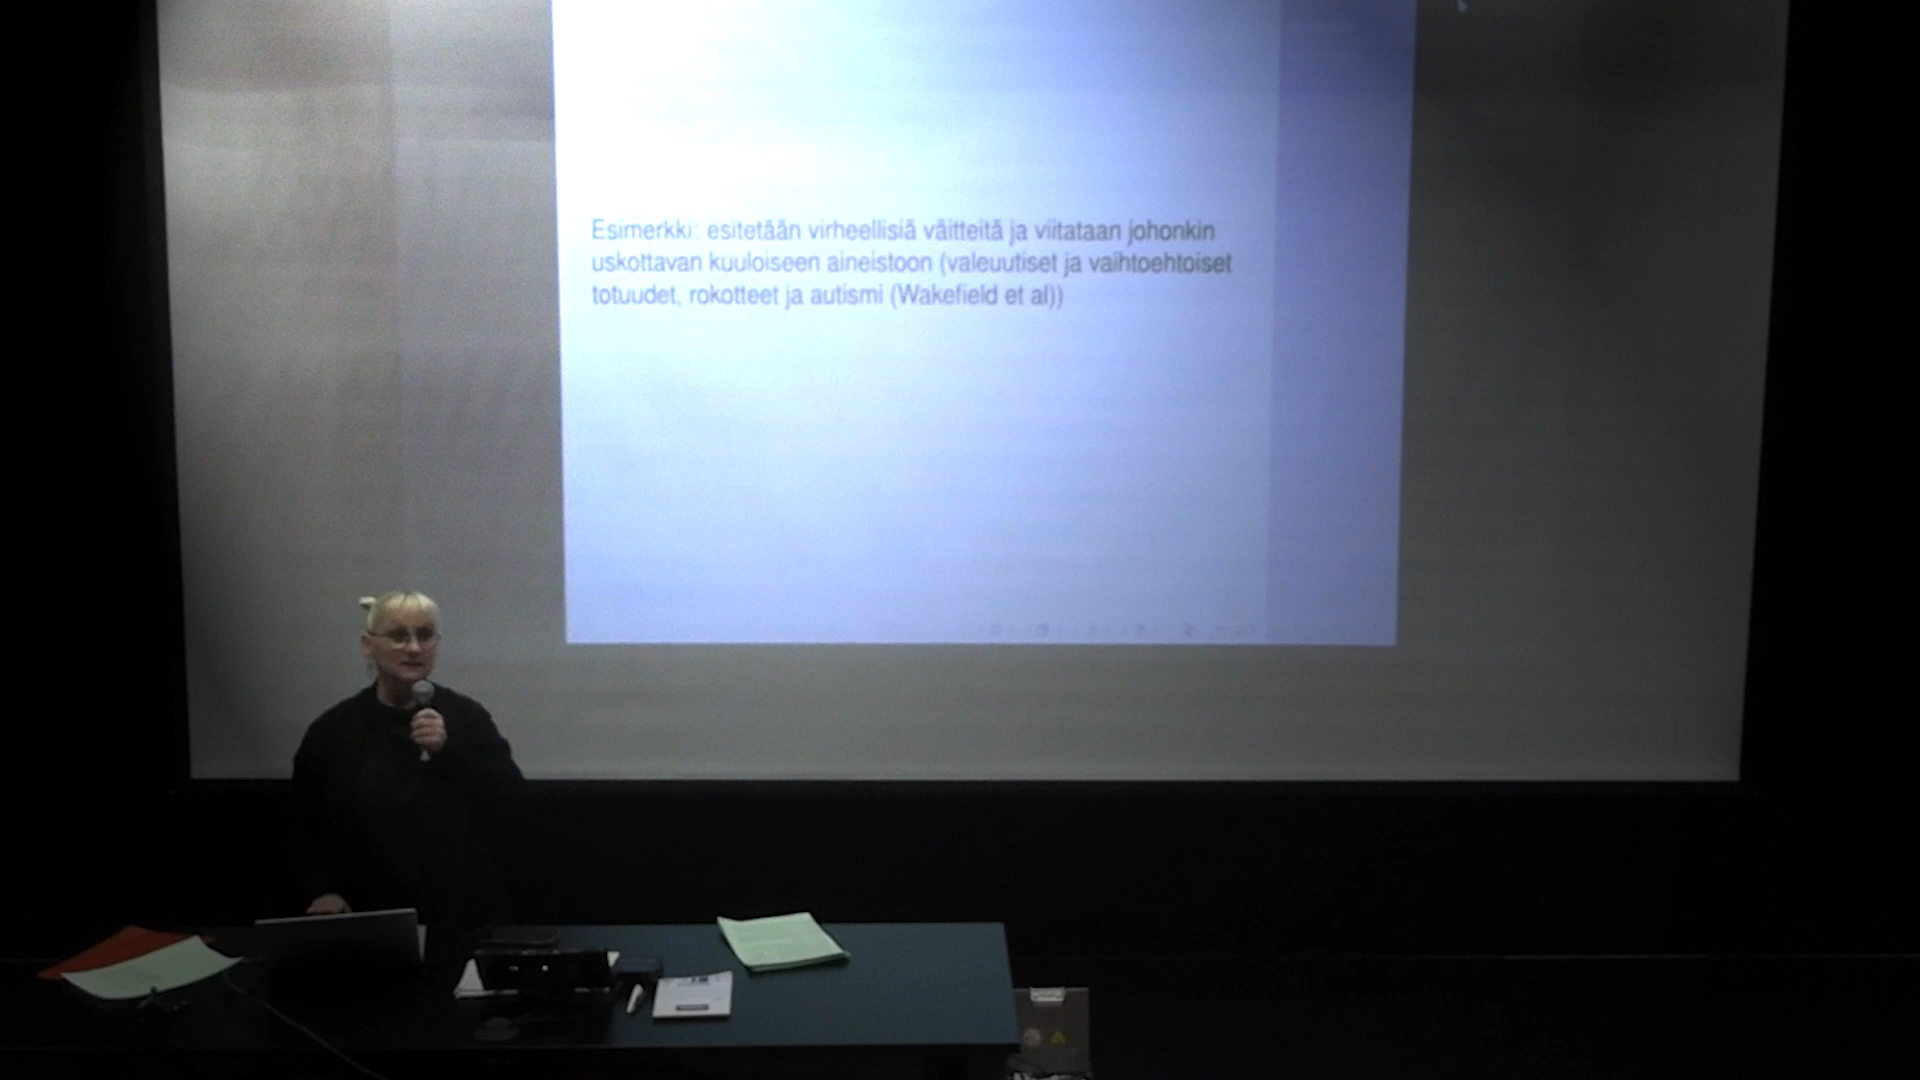 Esimerkki: esitetään virheellisiä väitteitä ja viitataan johonkin
uskottavan kuuloiseen aineistoon (valeuutiset ja vaihtoehtoiset
totuudet, rokotteet ja autismi (Wakefield et al))